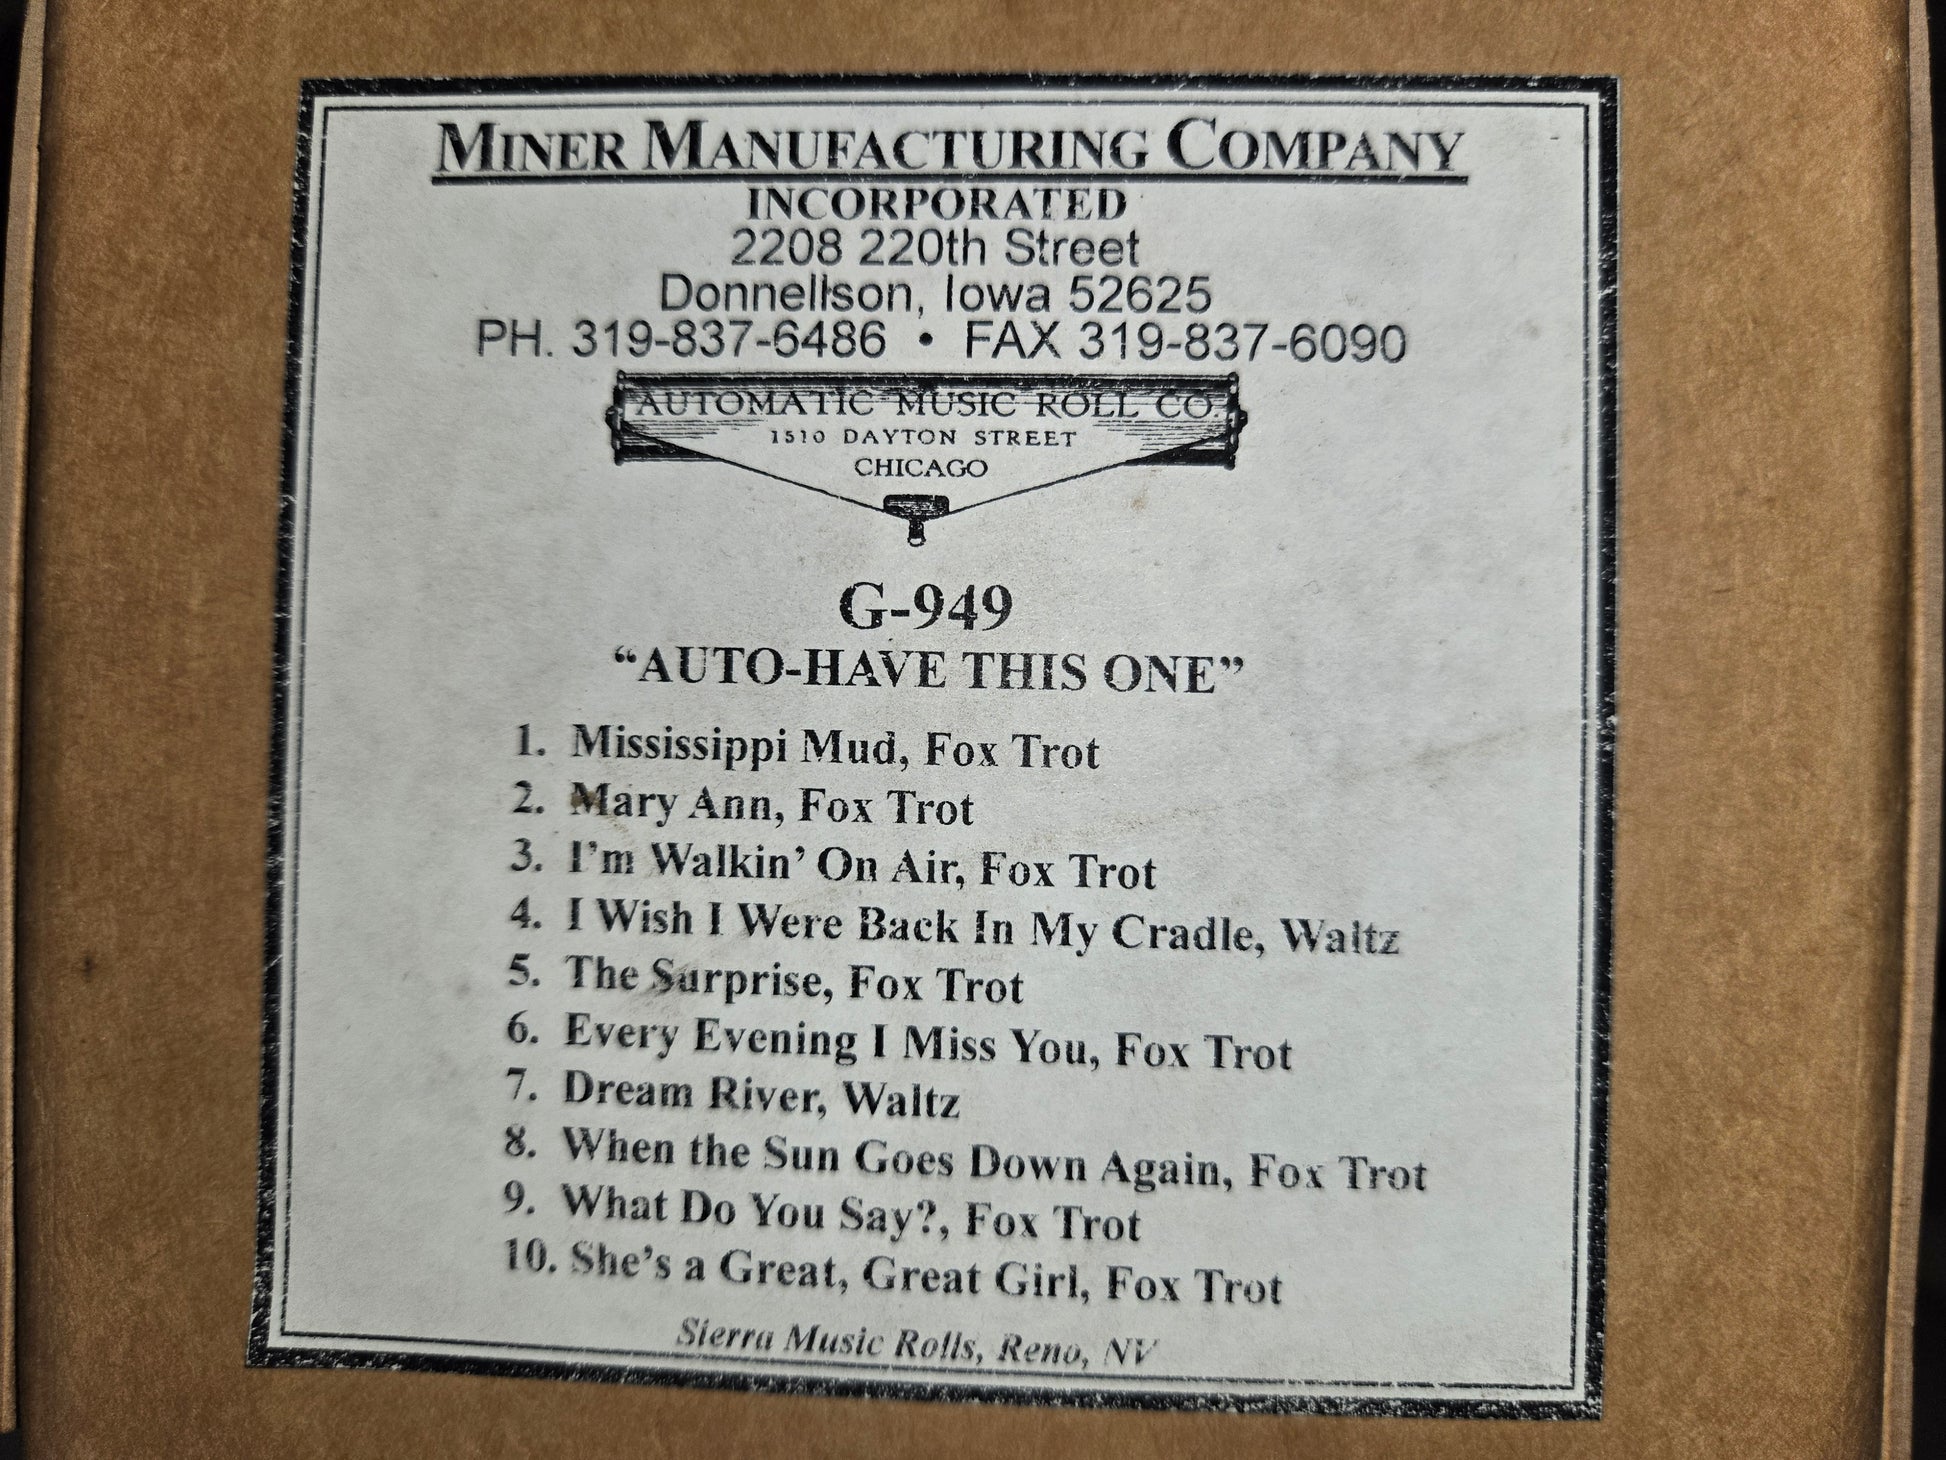 MINER MANUFACTURING COMPANY
INCORPORATED
2208 220th Street
Donnellson, Iowa 52625
PH. 319-837-6486 • FAX 319-837-6090
AUTOMATIC MUSIC ROLL CO.
1510 DAYTON STREET
CHICAGO
G-949
“AUTO-HAVE THIS ONE”
1. Mississippi Mud, Fox Trot
2. Mary Ann, Fox Trot
3. I’m Walkin’ On Air, Fox Trot
4. I Wish I Were Back In My Cradle, Waltz
5. The Surprise, Fox Trot
6. Every Evening I Miss You, Fox Trot
7. Dream River, Waltz
8. When the Sun Goes Down Again, Fox Trot
9. What Do You Say?, Fox Trot
10. She’s a Great, Great Girl, Fox Trot
Sierra Music Rolls, Reno, NV